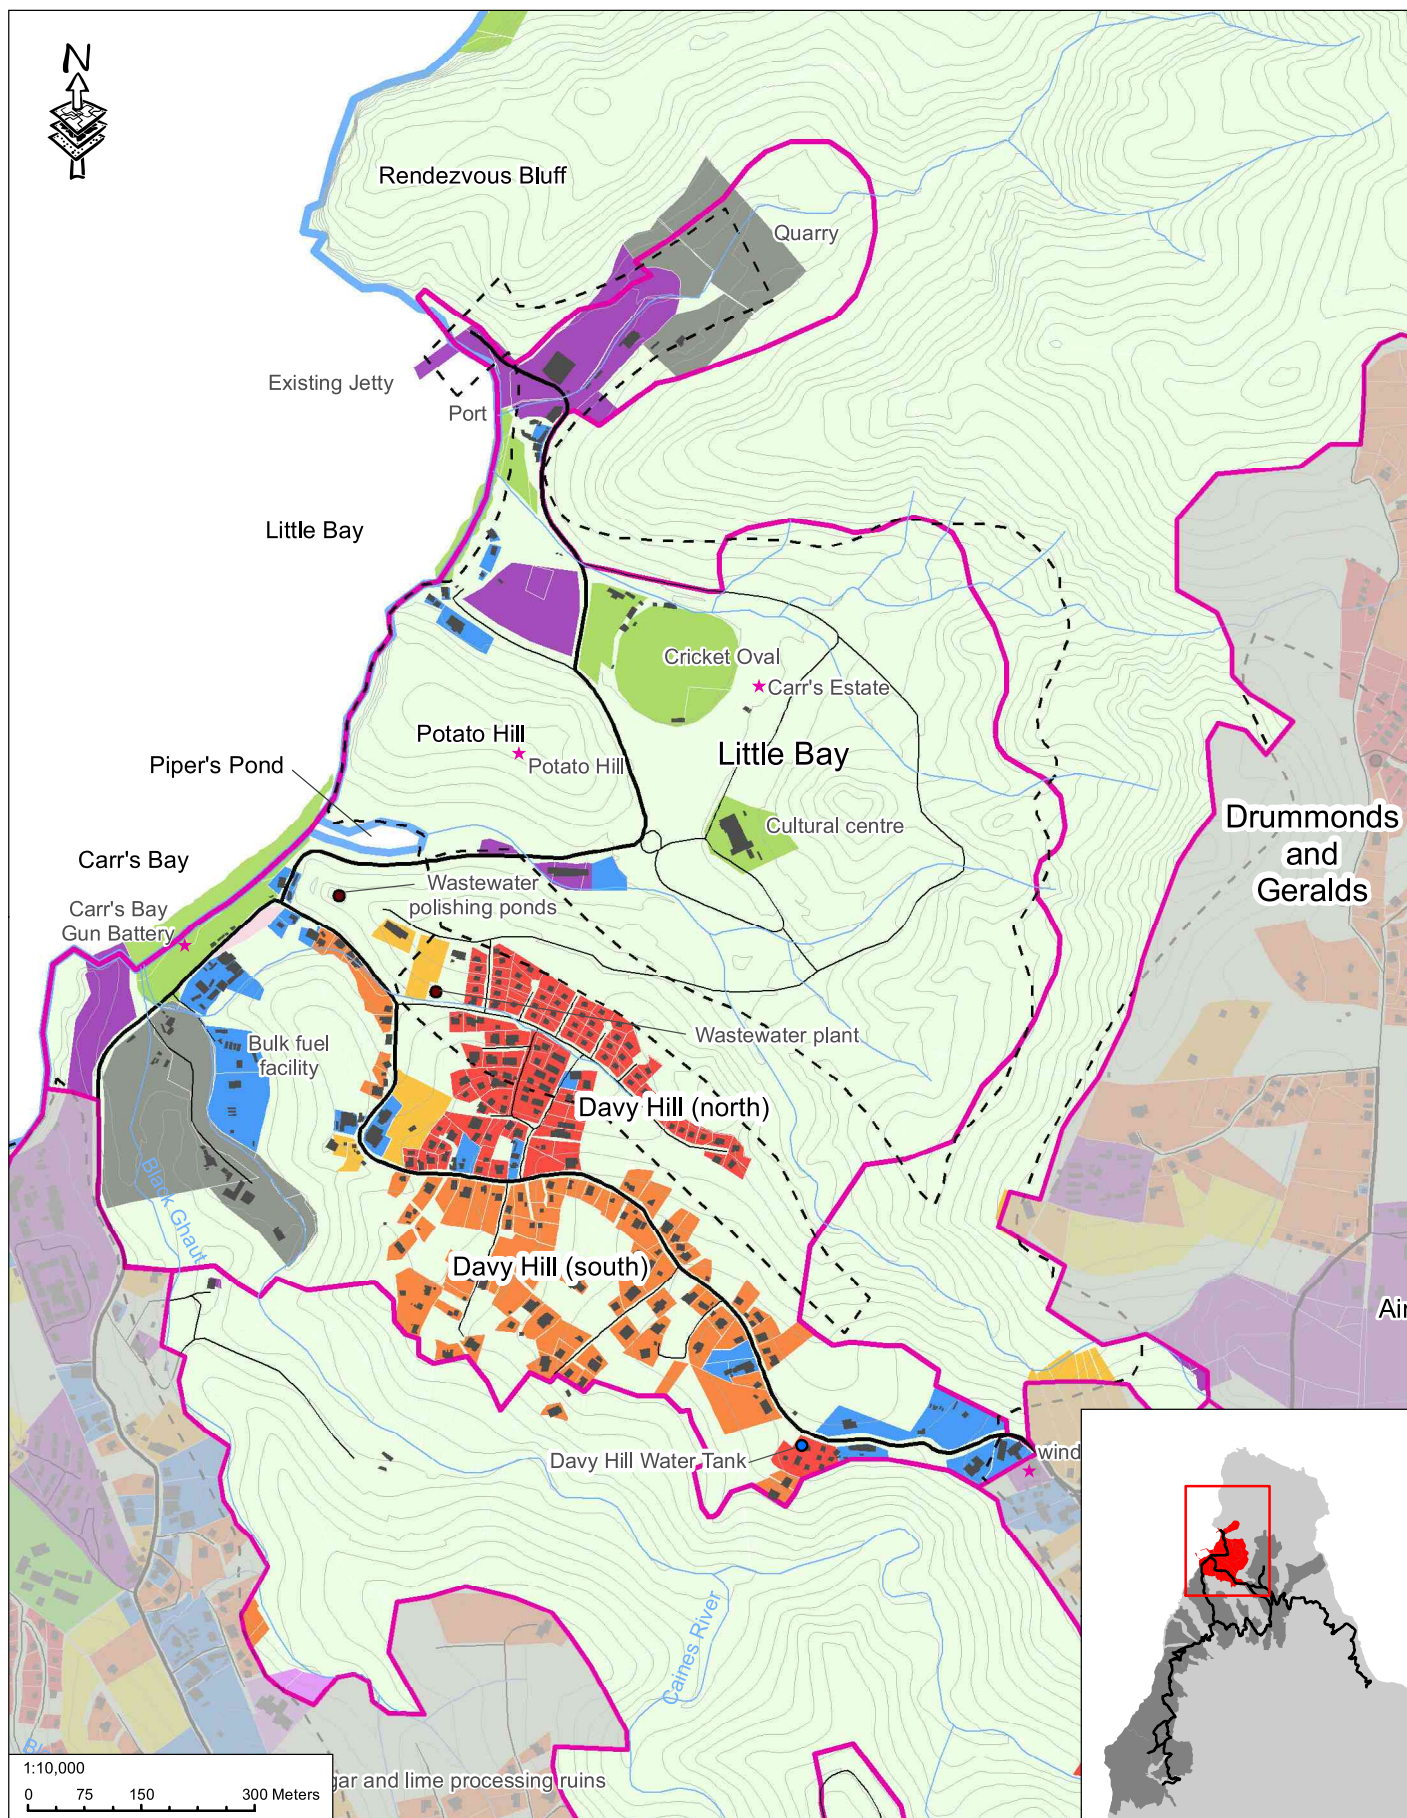 N
Rendezvous Bluff
Quarry
Existing Jetty
Port
Little Bay
Cricket Oval
Carr's Estate
Potato Hill
Potato Hill
Little Bay
Piper's Pond
Cultural centre
Drummonds
and
Geralds
Carr's Bay
Wastewater
polishing ponds
Carr's Bay
Gun Battery
Wastewater plant
Bulk fuel
facility
Davy Hill (north)
Black Ghaut
Davy Hill (south)
Air
Davy Hill Water Tank
wind
Caines River
Bl
gar and lime processing ruins
1:10,000
0 75 150 300 Meters